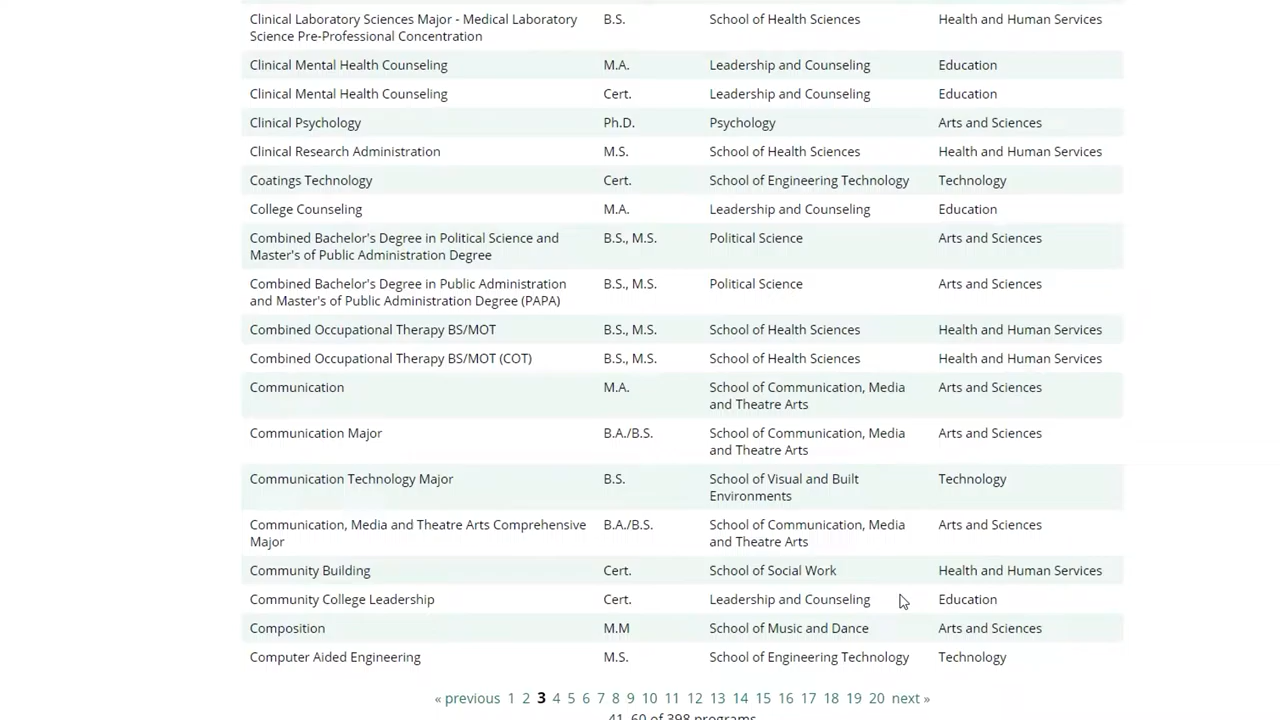 Clinical Laboratory Sciences Major - Medical Laboratory Science Pre-Professional Concentration B.S. School of Health Sciences Health and Human Services
Clinical Mental Health Counseling M.A. Leadership and Counseling Education
Clinical Mental Health Counseling Cert. Leadership and Counseling Education
Clinical Psychology Ph.D. Psychology Arts and Sciences
Clinical Research Administration M.S. School of Health Sciences Health and Human Services
Coatings Technology Cert. School of Engineering Technology Technology
College Counseling M.A. Leadership and Counseling Education
Combined Bachelor's Degree in Political Science and Master's of Public Administration Degree B.S., M.S. Political Science Arts and Sciences
Combined Bachelor's Degree in Public Administration and Master's of Public Administration Degree (PAPA) B.S., M.S. Political Science Arts and Sciences
Combined Occupational Therapy BS/MOT B.S., M.S. School of Health Sciences Health and Human Services
Combined Occupational Therapy BS/MOT (COT) B.S., M.S. School of Health Sciences Health and Human Services
Communication M.A. School of Communication, Media and Theatre Arts Arts and Sciences
Communication Major B.A./B.S. School of Communication, Media and Theatre Arts Arts and Sciences
Communication Technology Major B.S. School of Visual and Built Environments Technology
Communication, Media and Theatre Arts Comprehensive Major B.A./B.S. School of Communication, Media and Theatre Arts Arts and Sciences
Community Building Cert. School of Social Work Health and Human Services
Community College Leadership Cert. Leadership and Counseling Education
Composition M.M School of Music and Dance Arts and Sciences
Computer Aided Engineering M.S. School of Engineering Technology Technology
« previous 1 2 3 4 5 6 7 8 9 10 11 12 13 14 15 16 17 18 19 20 next »
41-60 of 398 programs